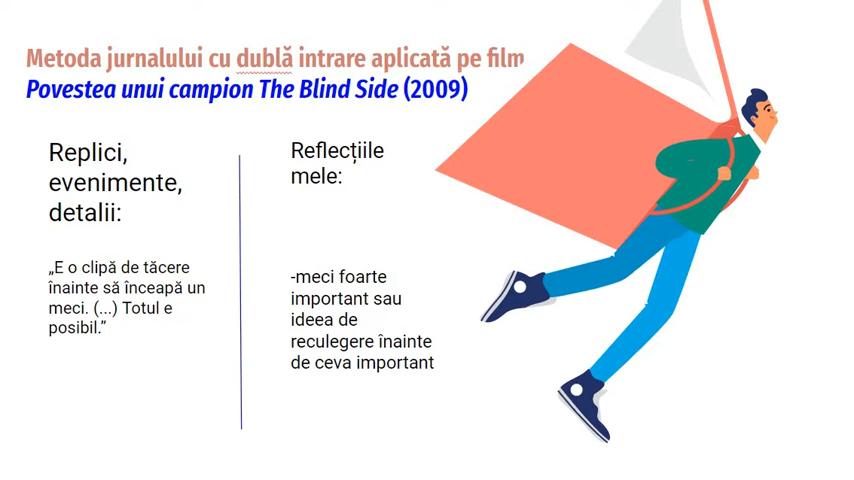 Metoda jurnalului cu dublă intrare aplicată pe film
Povestea unui campion The Blind Side (2009)
Replici,
evenimente,
detalii:
„E o clipă de tăcere
înainte să înceapă un
meci. (...) Totul e
posibil.”
Reflecțiile
mele:
-meci foarte
important sau
ideea de
reculegere înainte
de ceva important